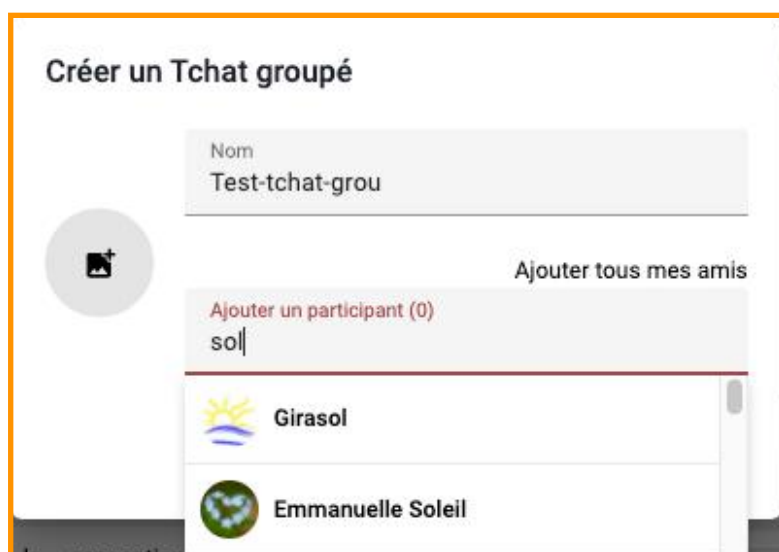 Créer un Tchat groupé
Nom
Test-tchat-grou
Ajouter tous mes amis
Ajouter un participant (0)
sol
Girasol
Emmanuelle Soleil